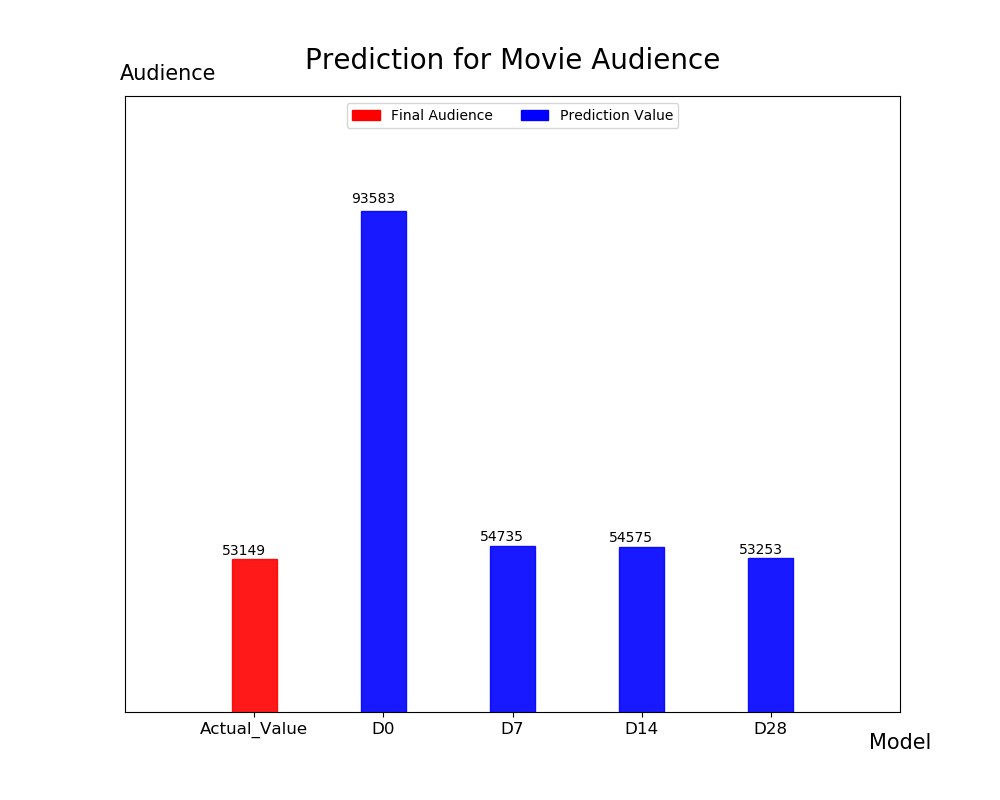 Prediction for Movie Audience
Audience
Final Audience Prediction Value
93583
54735
54575
53149
53253
Actual_Value D0 D7 D14 D28
Model